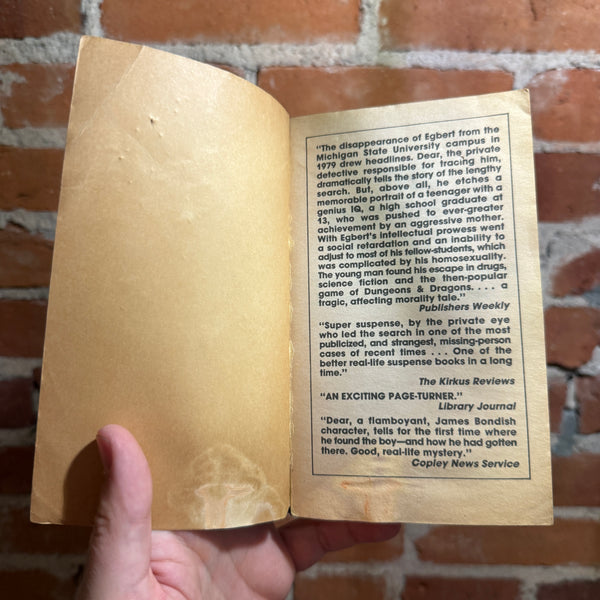 "The disappearance of Egbert from the
Michigan State University campus in
1979 drew headlines. Dear, the private
detective responsible for tracing him,
dramatically tells the story of the lengthy
search. But, above all, he etches a
memorable portrait of a teenager with a
genius IQ, a high school graduate at
13, who was pushed to ever-greater
achievement by an aggressive mother.
With Egbert's intellectual prowess went
a social retardation and an inability to
adjust to most of his fellow-students, which
was complicated by his homosexuality.
The young man found his escape in drugs,
science fiction and the then-popular
game of Dungeons & Dragons. . . . a
tragic, affecting morality tale."
Publishers Weekly
"Super suspense, by the private eye
who led the search in one of the most
publicized, and strangest, missing-person
cases of recent times . . . One of the
better real-life suspense books in a long
time."
The Kirkus Reviews
"AN EXCITING PAGE-TURNER."
Library Journal
"Dear, a flamboyant, James Bondish
character, tells for the first time where
he found the boy—and how he had gotten
there. Good, real-life mystery."
Copley News Service